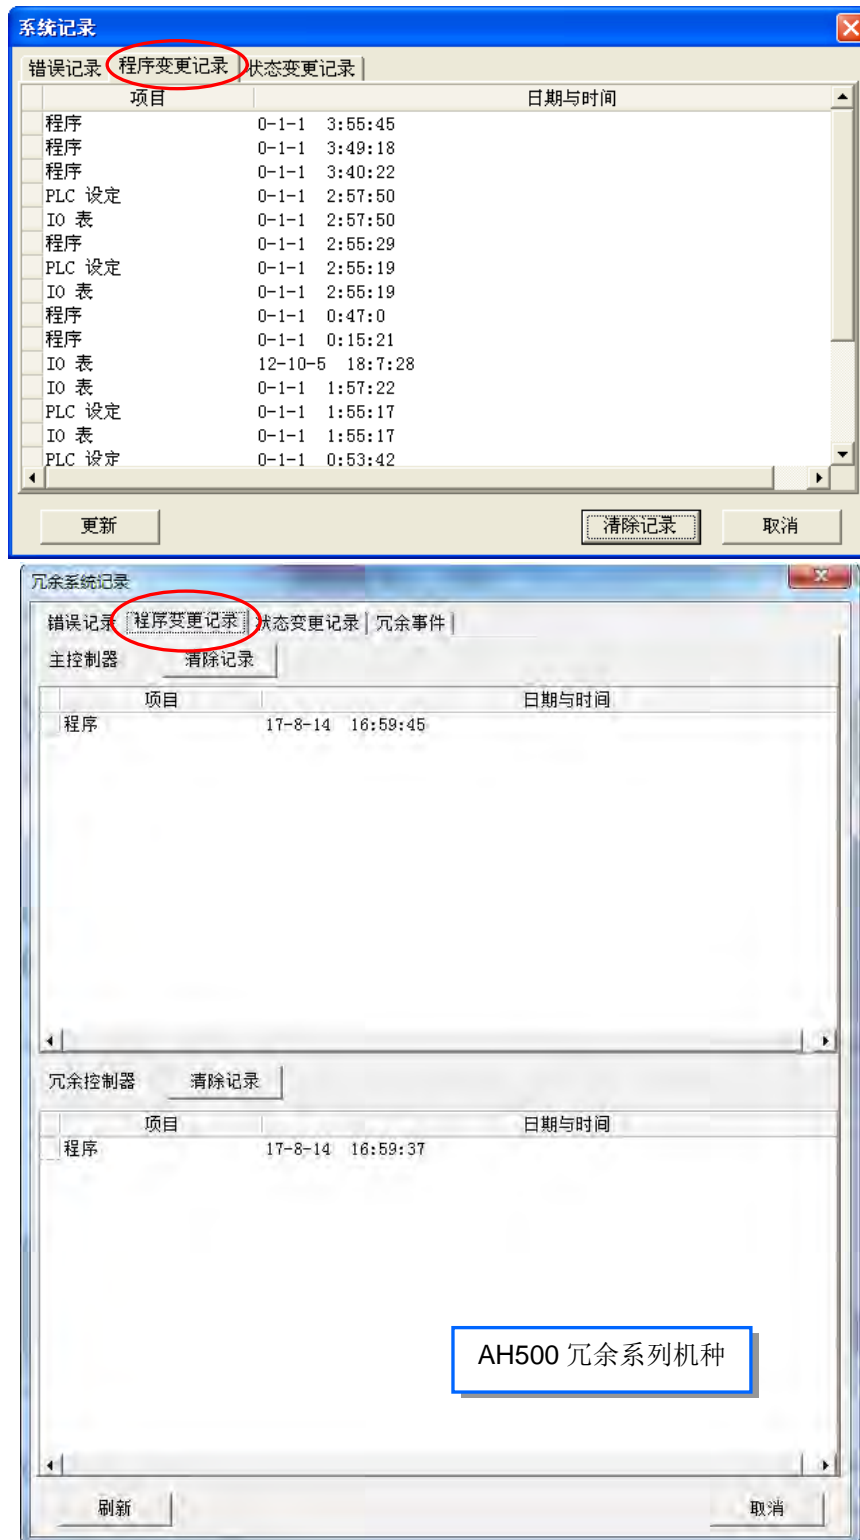 系统记录
错误记录 程序变更记录 状态变更记录
项目 日期与时间
程序 0-1-1 3:55:45
程序 0-1-1 3:49:18
程序 0-1-1 3:40:22
PLC 设定 0-1-1 2:57:50
IO 表 0-1-1 2:57:50
程序 0-1-1 2:55:29
PLC 设定 0-1-1 2:55:19
IO 表 0-1-1 2:55:19
程序 0-1-1 0:47:0
程序 0-1-1 0:15:21
IO 表 12-10-5 18:7:28
IO 表 0-1-1 1:57:22
PLC 设定 0-1-1 1:55:17
IO 表 0-1-1 1:55:17
PLC 设定 0-1-1 0:53:42
更新 清除记录 取消
冗余系统记录
错误记录 程序变更记录 状态变更记录 冗余事件
主控制器 清除记录
项目 日期与时间
程序 17-8-14 16:59:45
冗余控制器 清除记录
项目 日期与时间
程序 17-8-14 16:59:37
AH500 冗余系列机种
刷新 取消